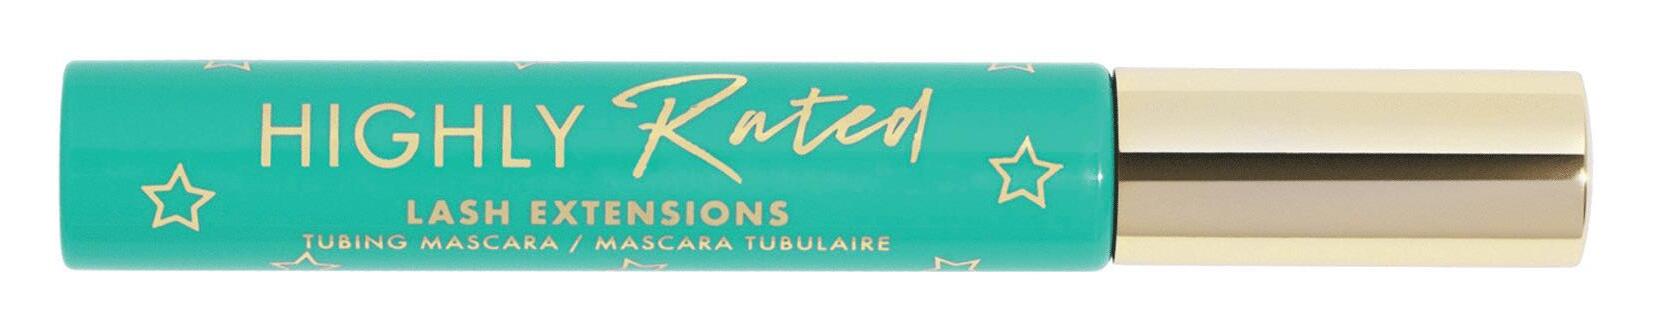 HIGHLY Rated
LASH EXTENSIONS
TUBING MASCARA / MASCARA TUBULAIRE